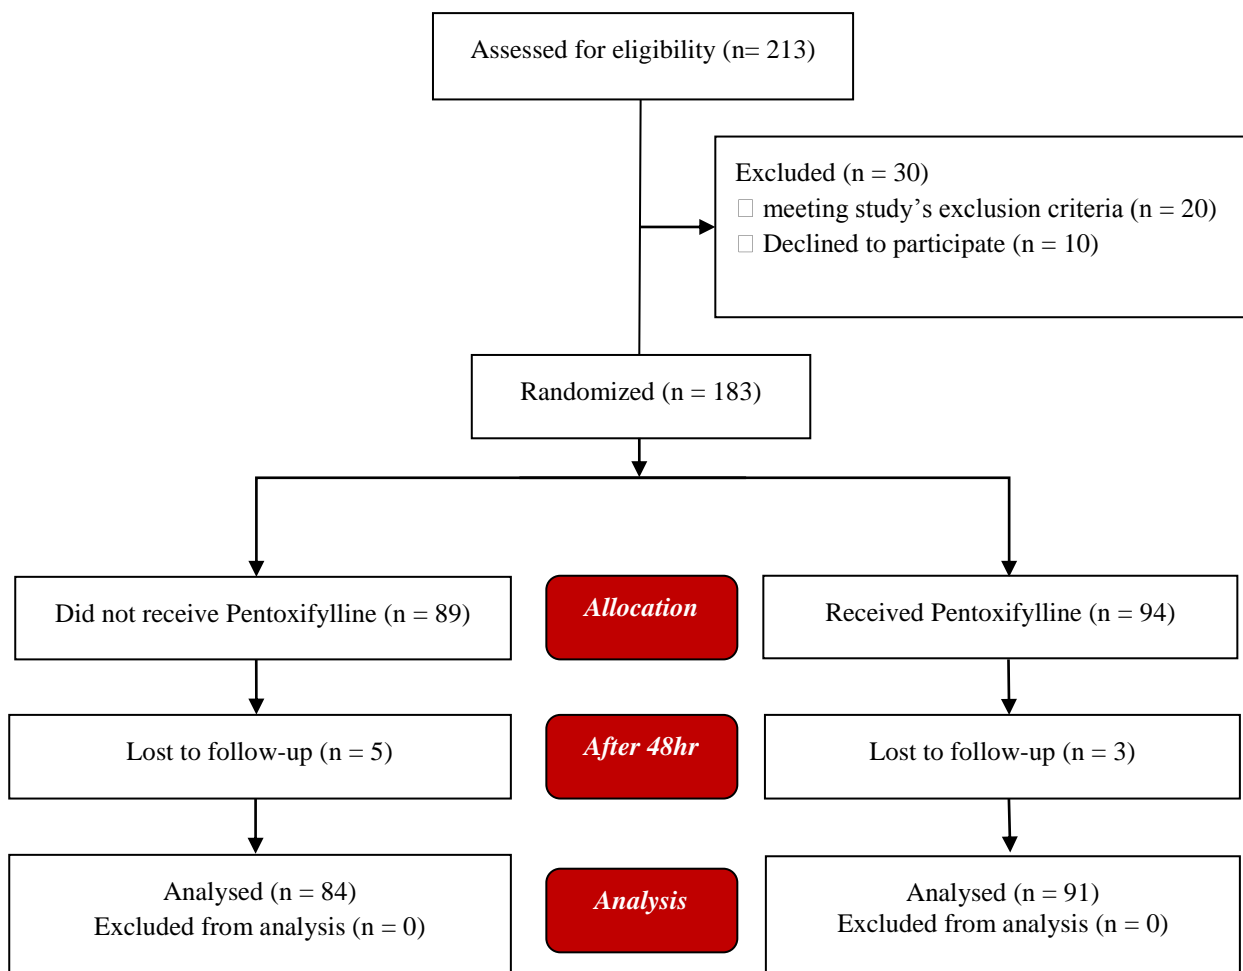 Assessed for eligibility (n= 213)
Excluded (n = 30)
□ meeting study’s exclusion criteria (n = 20)
□ Declined to participate (n = 10)
Randomized (n = 183)
Did not receive Pentoxifylline (n = 89)
Allocation
Received Pentoxifylline (n = 94)
Lost to follow-up (n = 5)
After 48hr
Lost to follow-up (n = 3)
Analysed (n = 84)
Excluded from analysis (n = 0)
Analysis
Analysed (n = 91)
Excluded from analysis (n = 0)